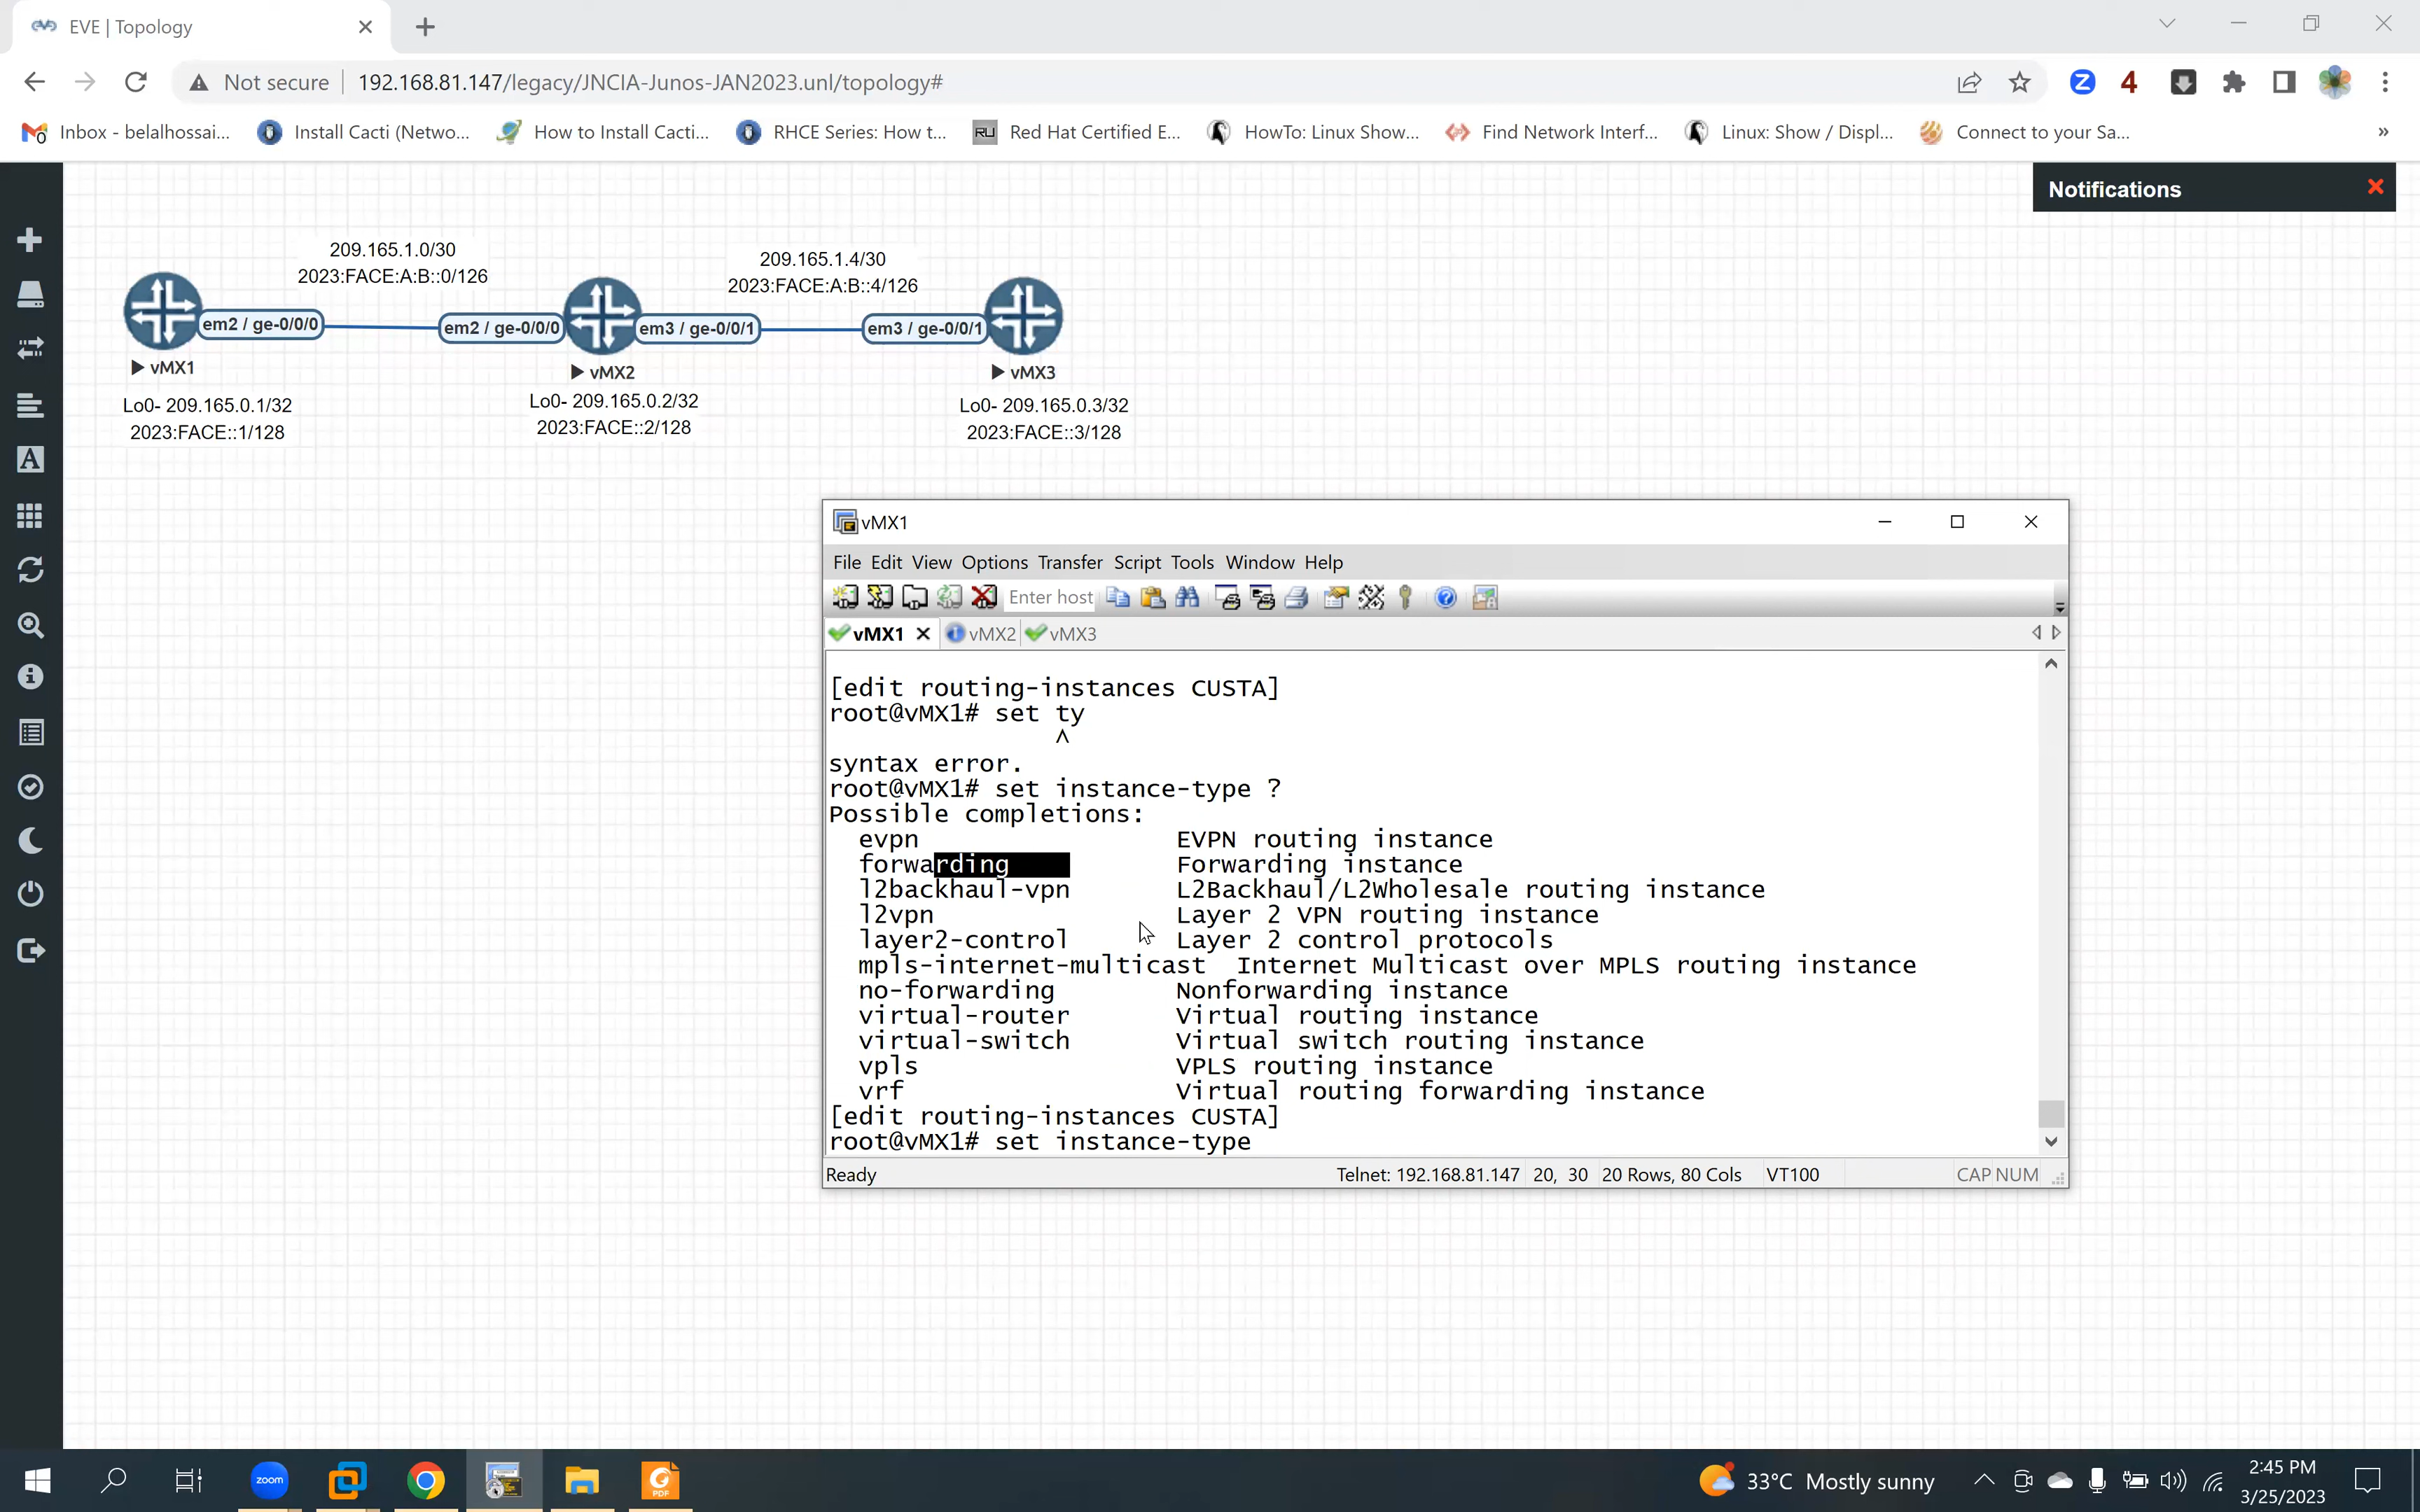 EVE | Topology
Not secure
192.168.81.147/legacy/JNCIA-Junos-JAN2023.unl/topology#
4
Inbox - belalhossai...
Install Cacti (Netwo...
How to Install Cacti...
RHCE Series: How t...
RU
Red Hat Certified E...
HowTo: Linux Show...
Find Network Interf...
Linux: Show / Displ...
Connect to your Sa...
»
Notifications
209.165.1.0/30
2023:FACE:A:B::0/126
209.165.1.4/30
2023:FACE:A:B::4/126
em2 / ge-0/0/0
em2 / ge-0/0/0
em3 / ge-0/0/1
em3 / ge-0/0/1
vMX1
vMX2
vMX3
Lo0- 209.165.0.1/32
2023:FACE::1/128
Lo0- 209.165.0.2/32
2023:FACE::2/128
Lo0- 209.165.0.3/32
2023:FACE::3/128
vMX1
File Edit View Options Transfer Script Tools Window Help
Enter host
vMX1
vMX2
vMX3
[edit routing-instances CUSTA]
root@vMX1# set ty
^
syntax error.
root@vMX1# set instance-type ?
Possible completions:
evpn EVPN routing instance
forwarding Forwarding instance
l2backhaul-vpn L2Backhaul/L2Wholesale routing instance
l2vpn Layer 2 VPN routing instance
layer2-control Layer 2 control protocols
mpls-internet-multicast Internet Multicast over MPLS routing instance
no-forwarding Nonforwarding instance
virtual-router Virtual routing instance
virtual-switch Virtual switch routing instance
vpls VPLS routing instance
vrf Virtual routing forwarding instance
[edit routing-instances CUSTA]
root@vMX1# set instance-type
Ready
Telnet: 192.168.81.147 20, 30 20 Rows, 80 Cols VT100 CAP NUM
zoom
PDF
33°C Mostly sunny
2:45 PM
3/25/2023